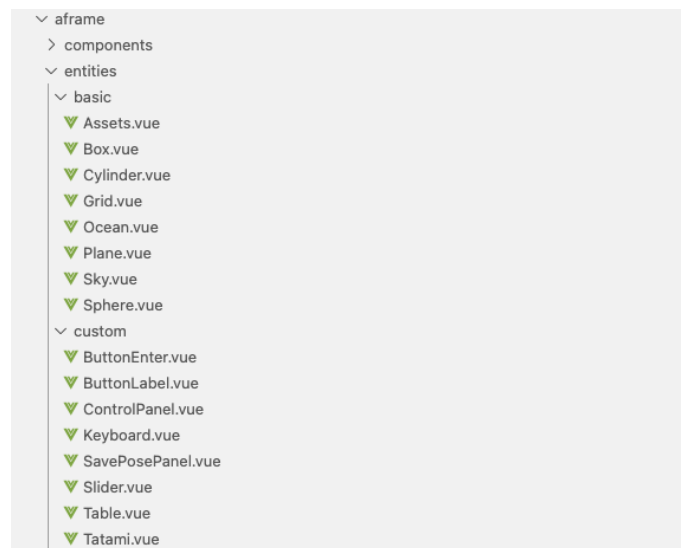 aframe
components
entities
basic
Assets.vue
Box.vue
Cylinder.vue
Grid.vue
Ocean.vue
Plane.vue
Sky.vue
Sphere.vue
custom
ButtonEnter.vue
ButtonLabel.vue
ControlPanel.vue
Keyboard.vue
SavePosePanel.vue
Slider.vue
Table.vue
Tatami.vue